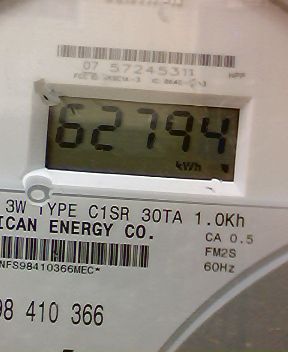 07 57245311
62794
kWh
3W TYPE C1SR 30TA 1.0Kh
ICAN ENERGY CO.
CA 0.5
FM2S
60Hz
NFS98410366MEC*
98 410 366